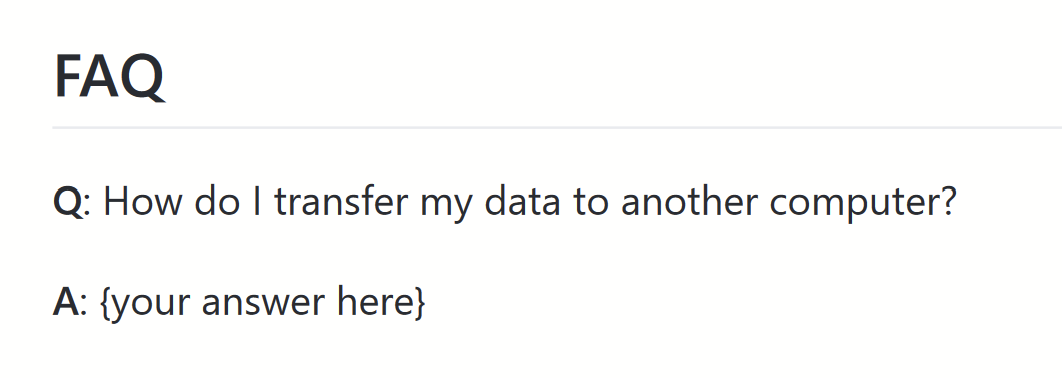 FAQ
Q: How do I transfer my data to another computer?
A: {your answer here}